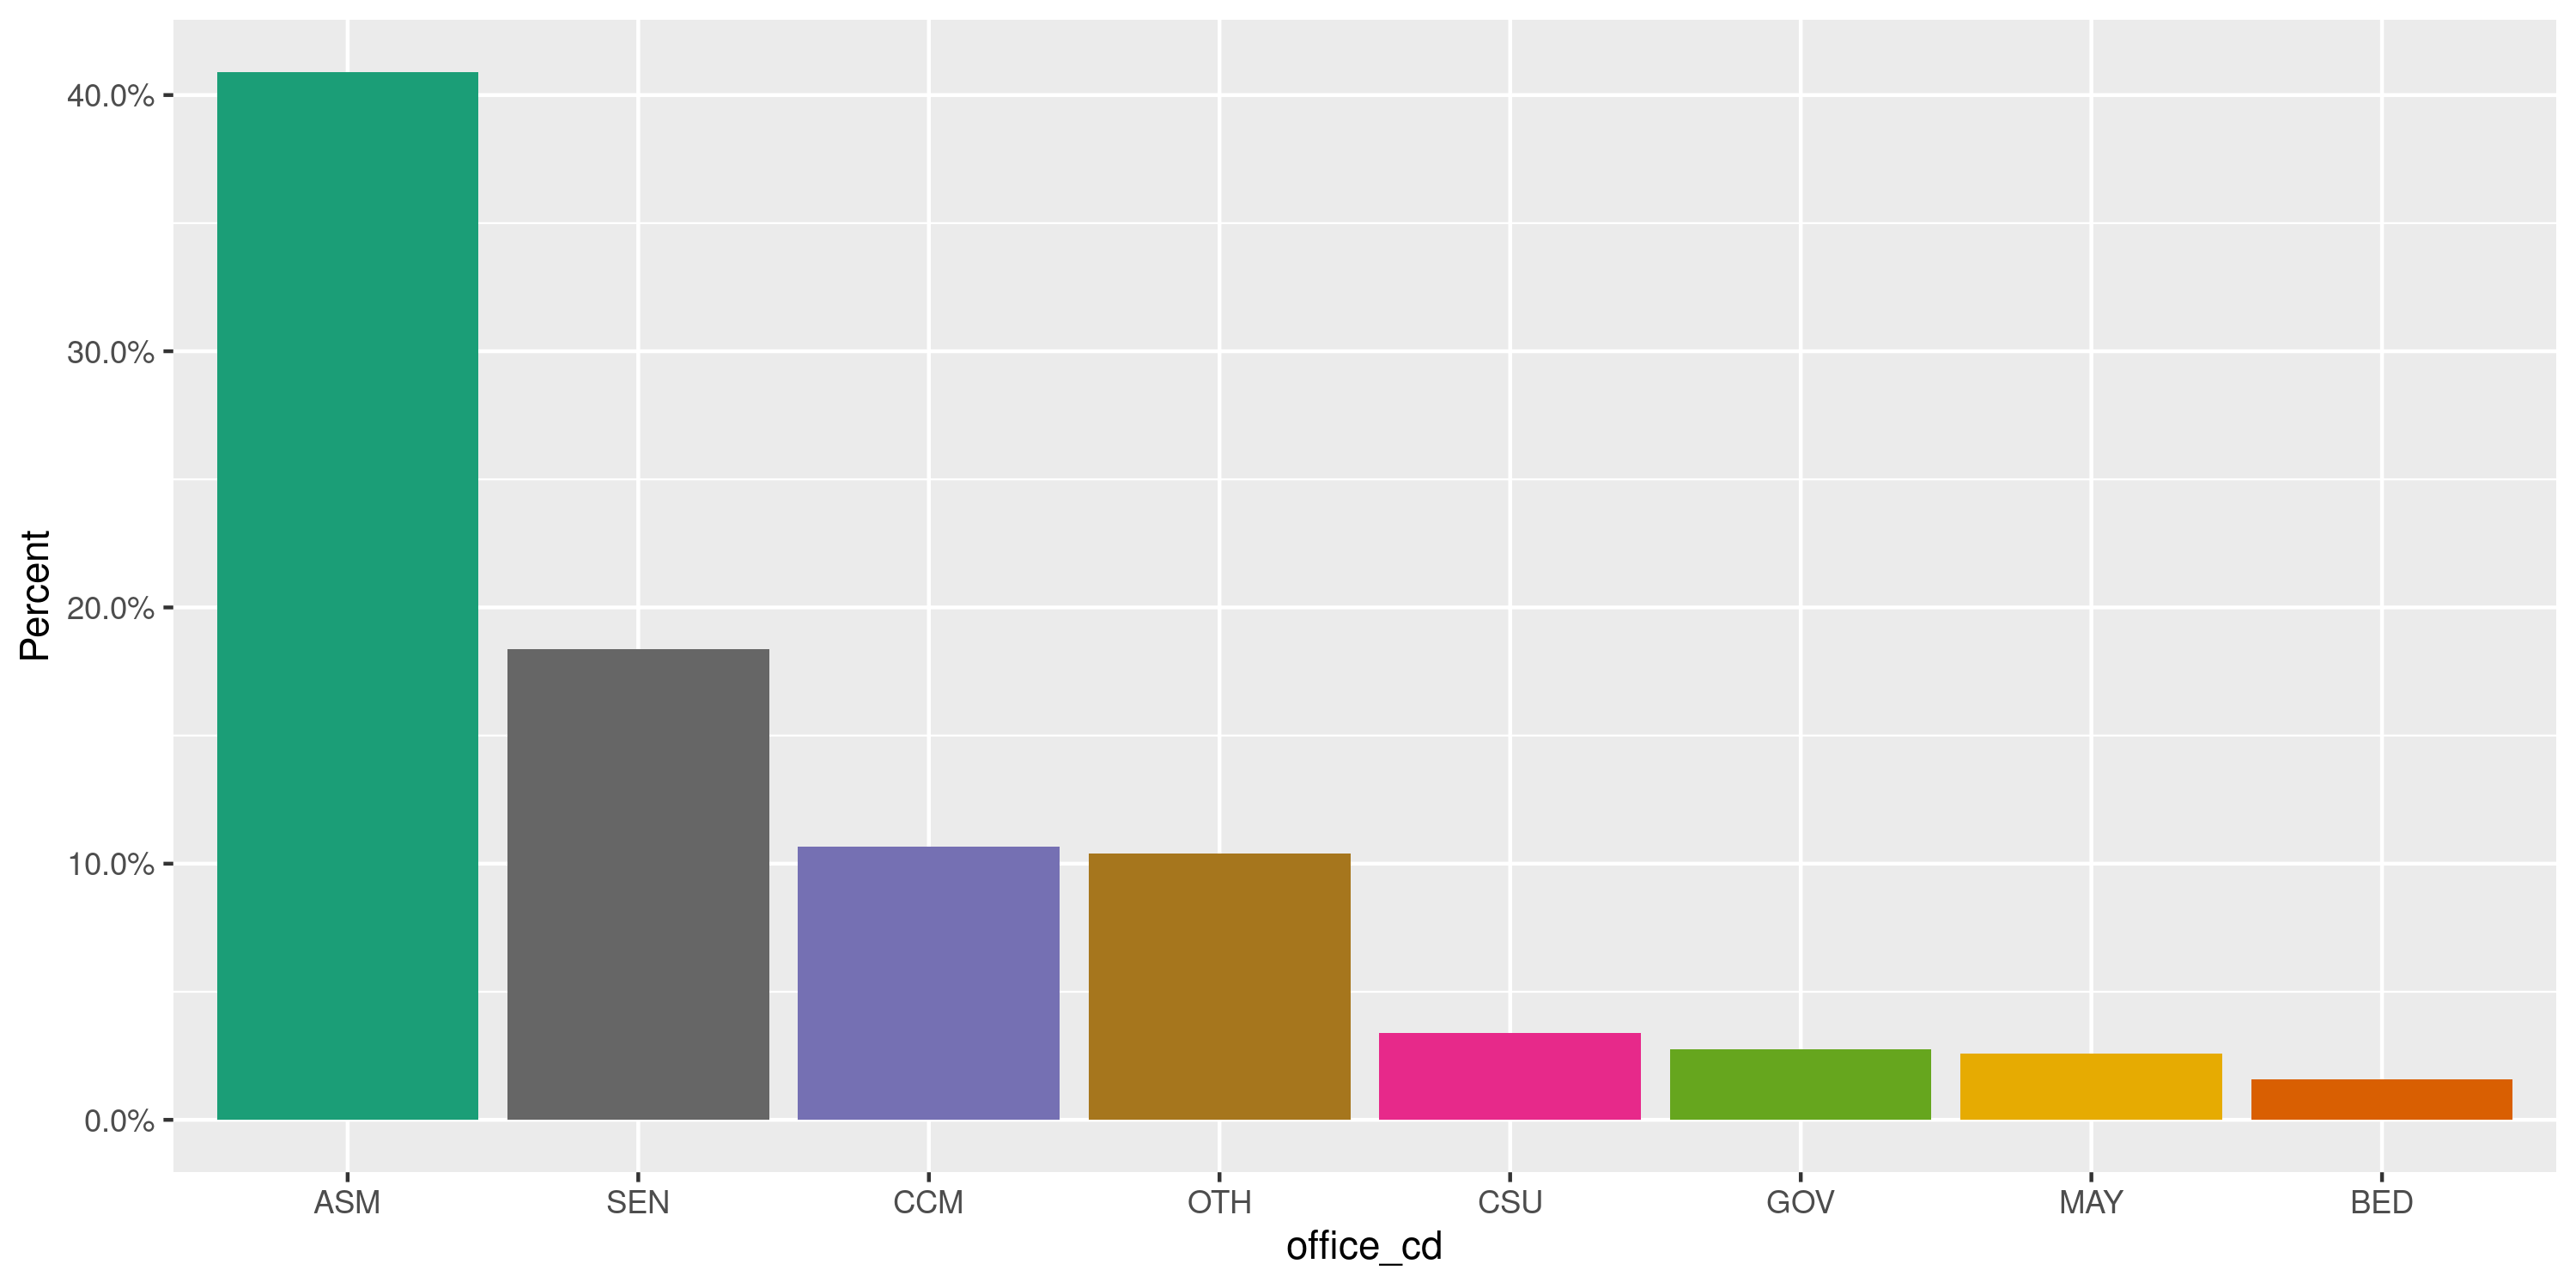 Percent
40.0%
30.0%
20.0%
10.0%
0.0%
ASM SEN CCM OTH CSU GOV MAY BED
office_cd